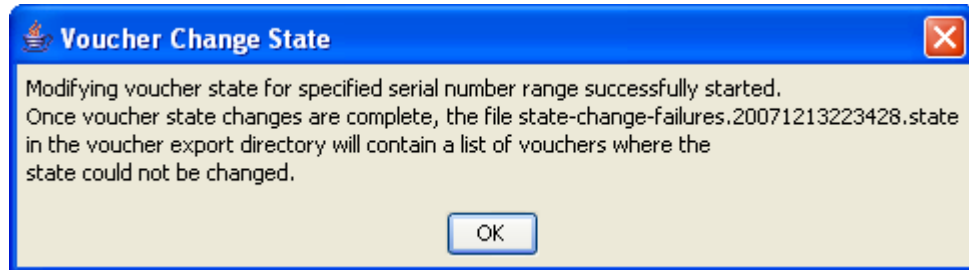 Voucher Change State
Modifying voucher state for specified serial number range successfully started.
Once voucher state changes are complete, the file state-change-failures.20071213223428.state
in the voucher export directory will contain a list of vouchers where the
state could not be changed.
OK